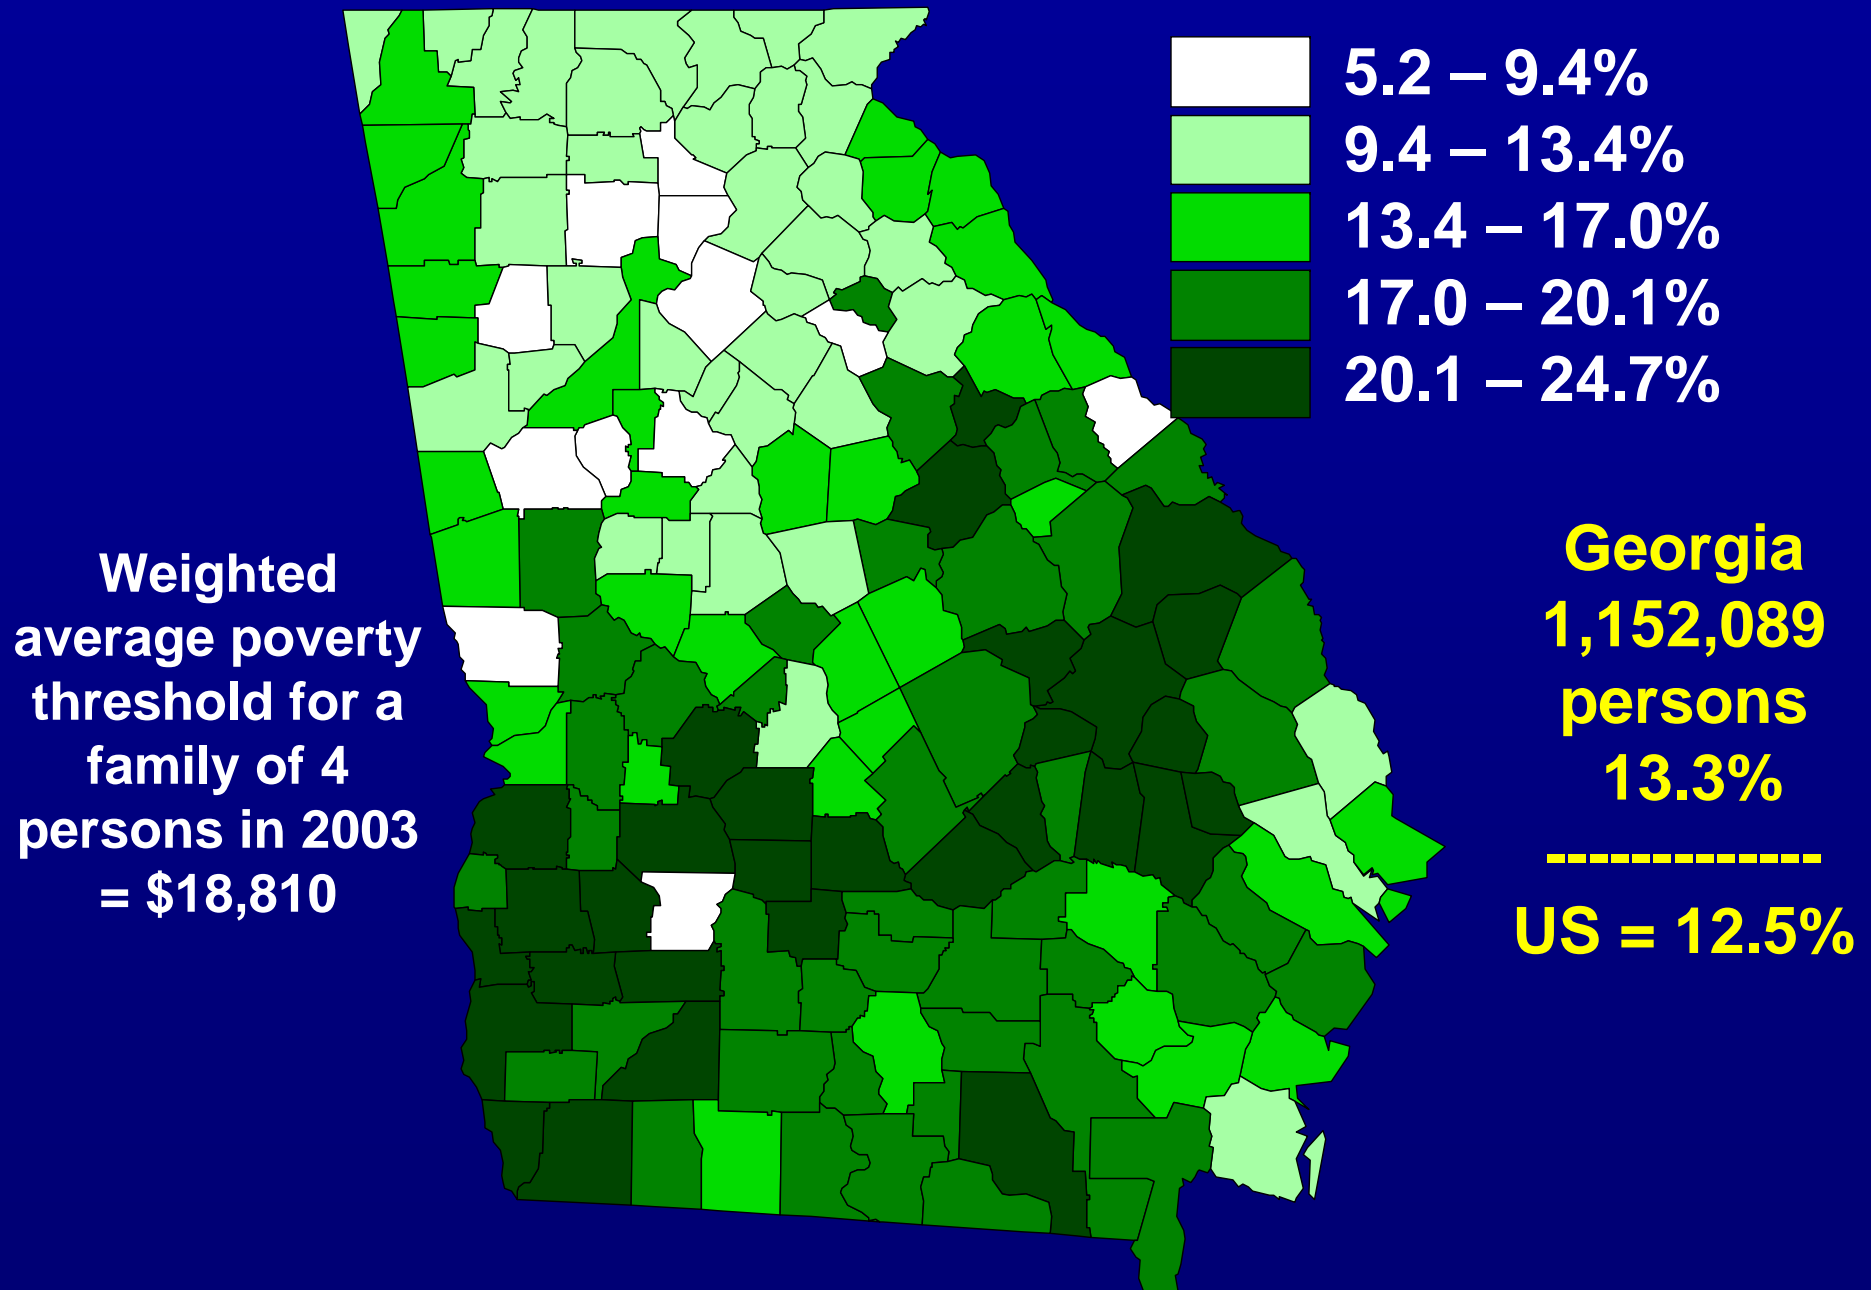 5.2 – 9.4%
9.4 – 13.4%
13.4 – 17.0%
17.0 – 20.1%
20.1 – 24.7%
Weighted
average poverty
threshold for a
family of 4
persons in 2003
= $18,810
Georgia
1,152,089
persons
13.3%
-------------
US = 12.5%